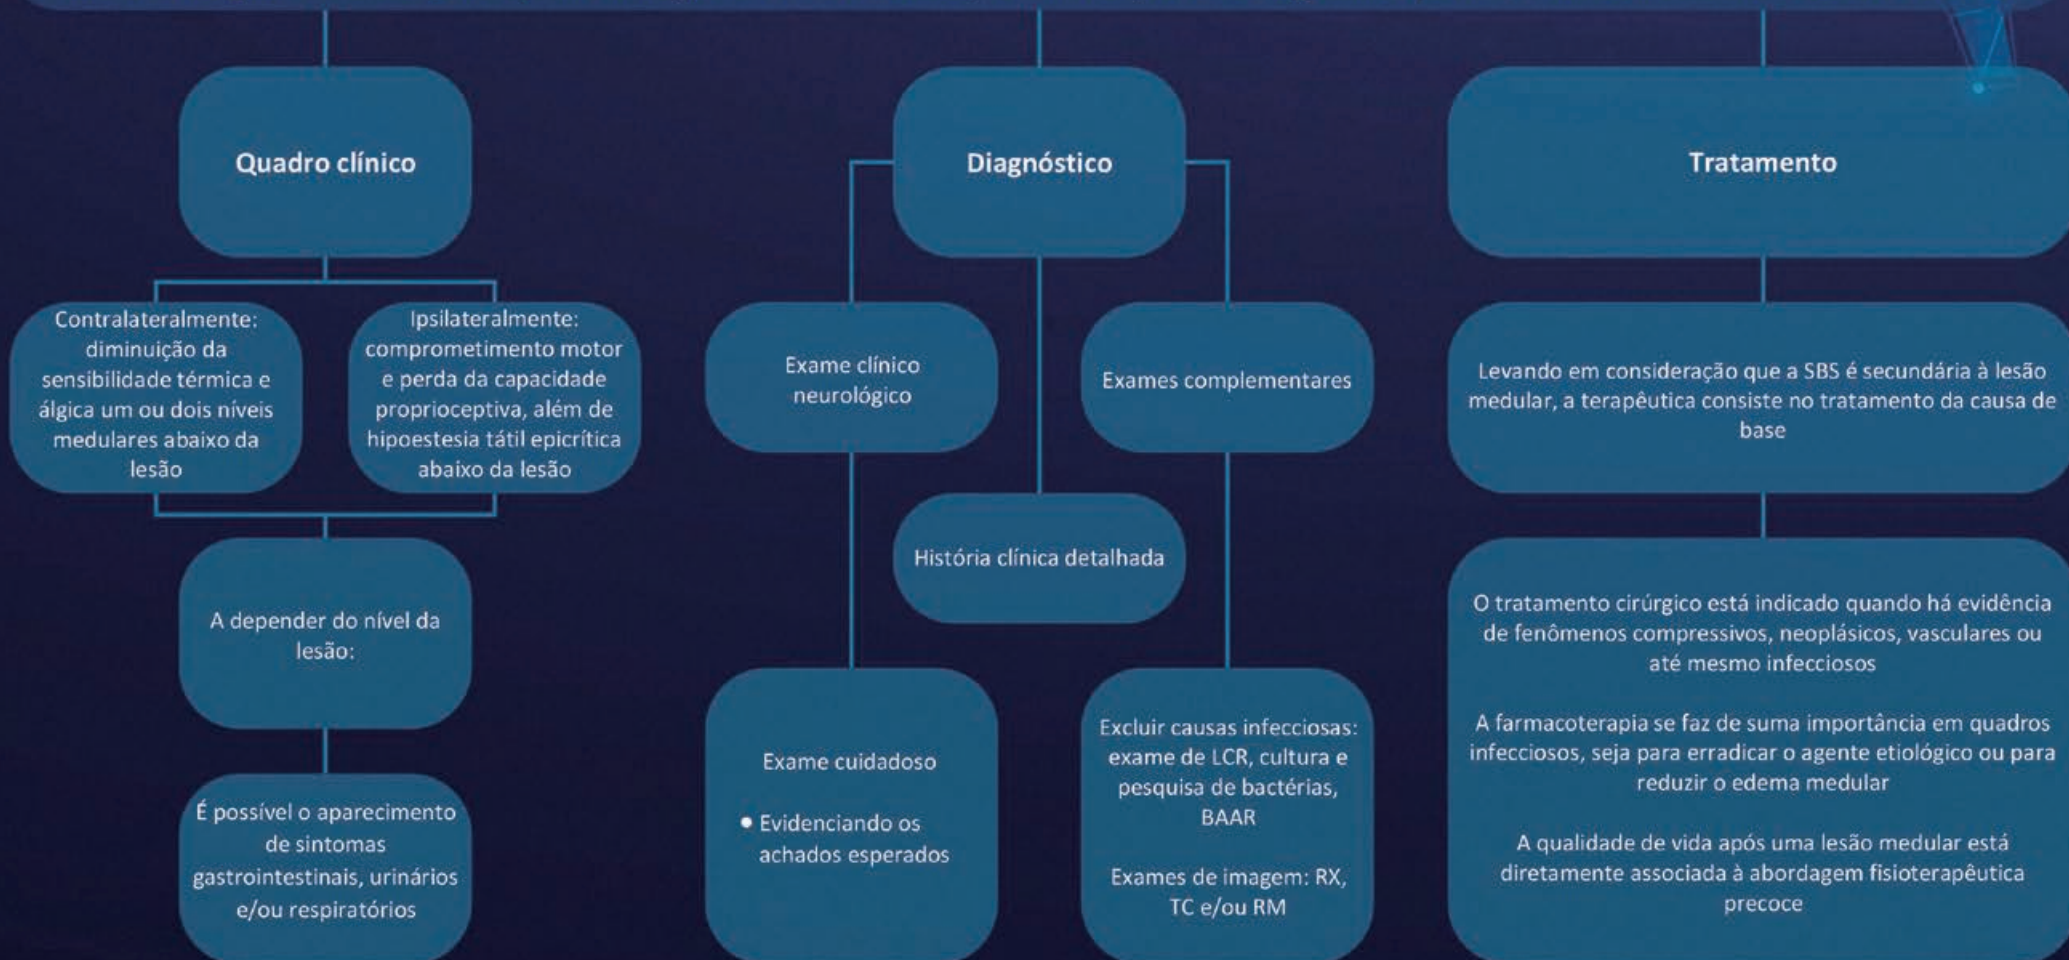 Quadro clínico
Contralateralmente:
diminuição da
sensibilidade térmica e
álgica um ou dois níveis
medulares abaixo da
lesão
Ipsilateralmente:
comprometimento motor
e perda da capacidade
proprioceptiva, além de
hipoestesia tátil epicrítica
abaixo da lesão
A depender do nível da
lesão:
É possível o aparecimento
de sintomas
gastrointestinais, urinários
e/ou respiratórios
Diagnóstico
Exame clínico
neurológico
Exame cuidadoso
• Evidenciando os
achados esperados
História clínica detalhada
Exames complementares
Excluir causas infecciosas:
exame de LCR, cultura e
pesquisa de bactérias,
BAAR
Exames de imagem: RX,
TC e/ou RM
Tratamento
Levando em consideração que a SBS é secundária à lesão
medular, a terapêutica consiste no tratamento da causa de
base
O tratamento cirúrgico está indicado quando há evidência
de fenômenos compressivos, neoplásicos, vasculares ou
até mesmo infecciosos
A farmacoterapia se faz de suma importância em quadros
infecciosos, seja para erradicar o agente etiológico ou para
reduzir o edema medular
A qualidade de vida após uma lesão medular está
diretamente associada à abordagem fisioterapêutica
precoce